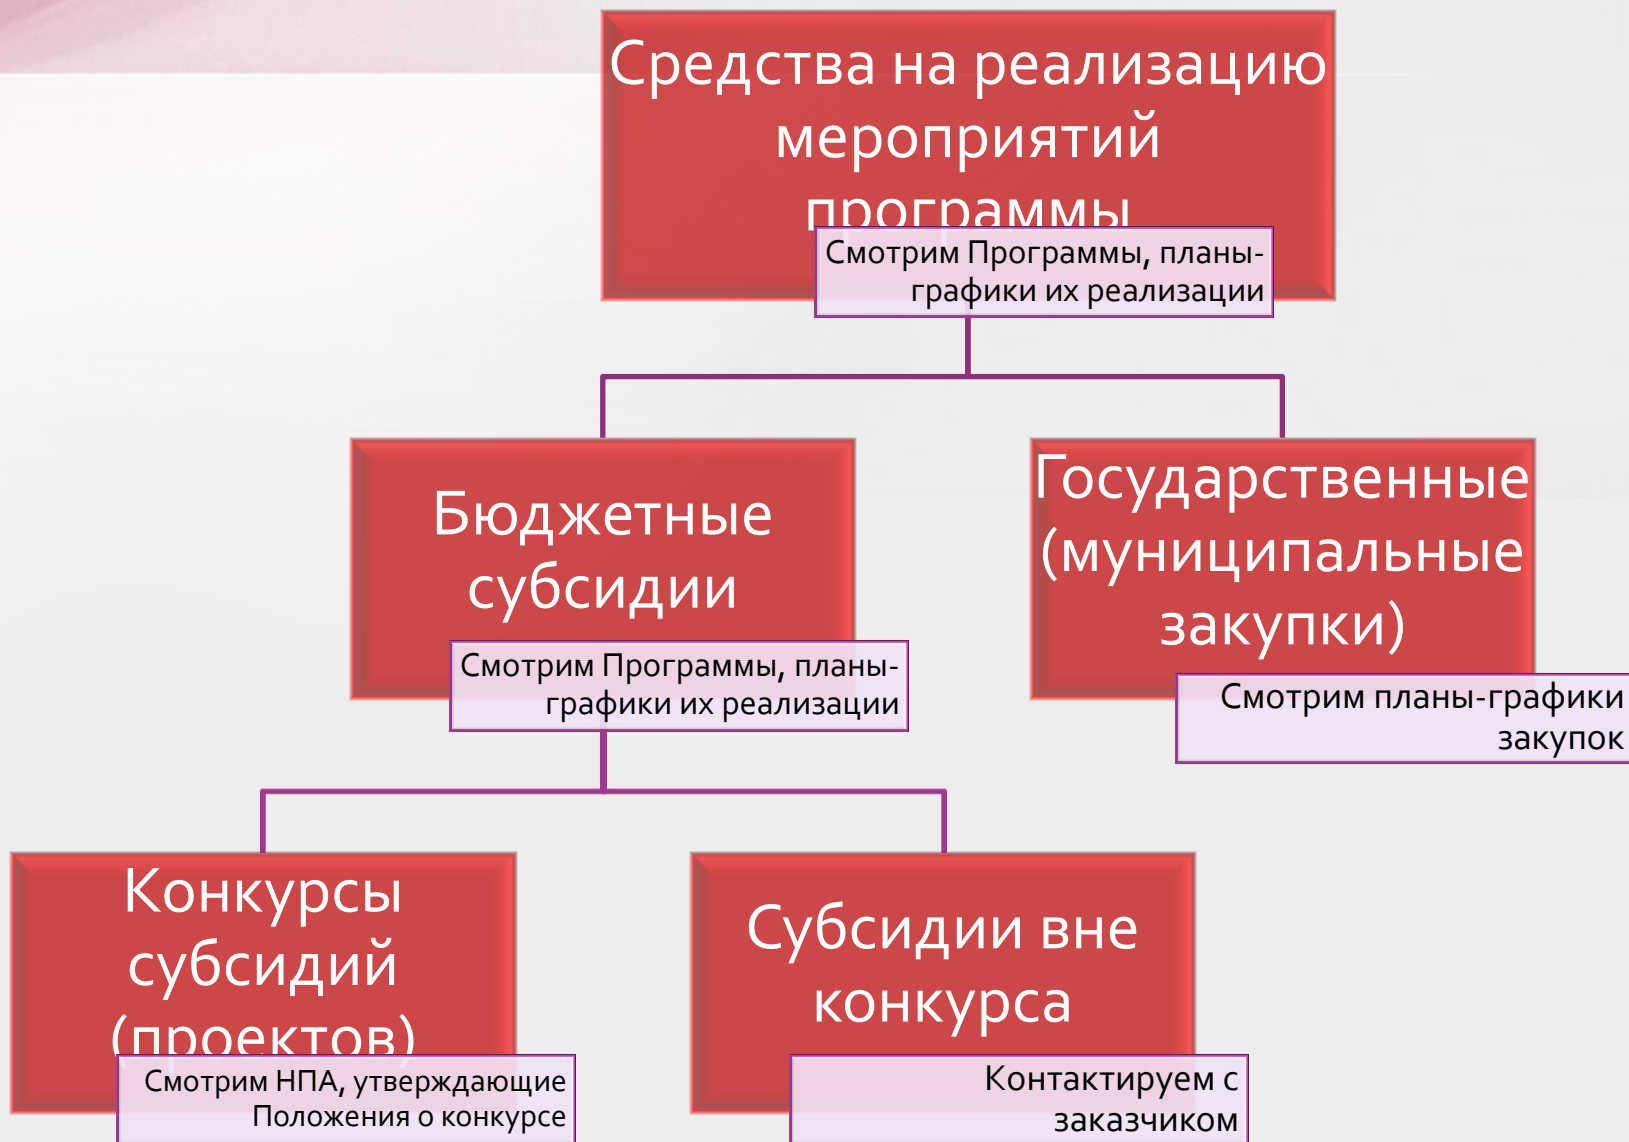 Средства на реализацию
мероприятий
программы
Смотрим Программы, планы-
графики их реализации
Бюджетные
субсидии
Смотрим Программы, планы-
графики их реализации
Государственные
(муниципальные
закупки)
Смотрим планы-графики
закупок
Конкурсы
субсидий
(проектов)
Смотрим НПА, утверждающие
Положения о конкурсе
Субсидии вне
конкурса
Контактируем с
заказчиком